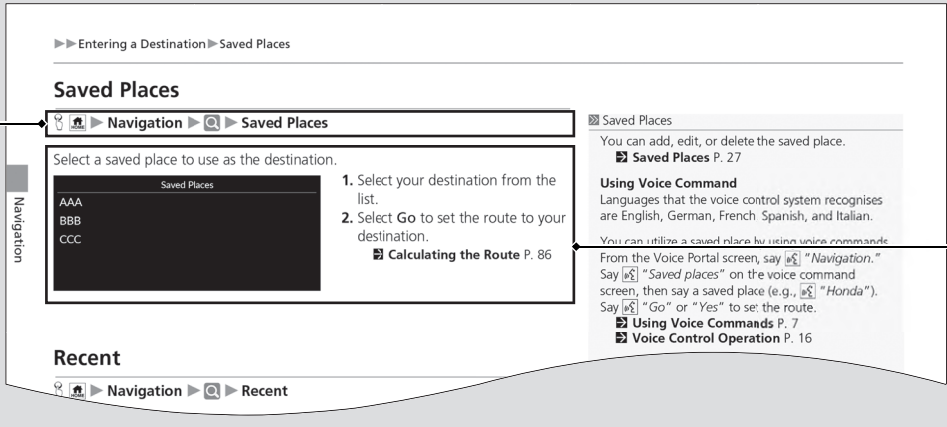 Entering a Destination Saved Places
Saved Places
HOME Navigation Saved Places
Select a saved place to use as the destination.
Saved Places
AAA
BBB
CCC
1. Select your destination from the
list.
2. Select Go to set the route to your
destination.
Calculating the Route P. 86
Recent
HOME Navigation Recent
Saved Places
You can add, edit, or delete the saved place.
Saved Places P. 27
Using Voice Command
Languages that the voice control system recognises
are English, German, French Spanish, and Italian.
You can utilize a saved place by using voice commands
From the Voice Portal screen, say "Navigation."
Say "Saved places" on the voice command
screen, then say a saved place (e.g., "Honda").
Say "Go" or "Yes" to set the route.
Using Voice Commands P. 7
Voice Control Operation P. 16
Navigation